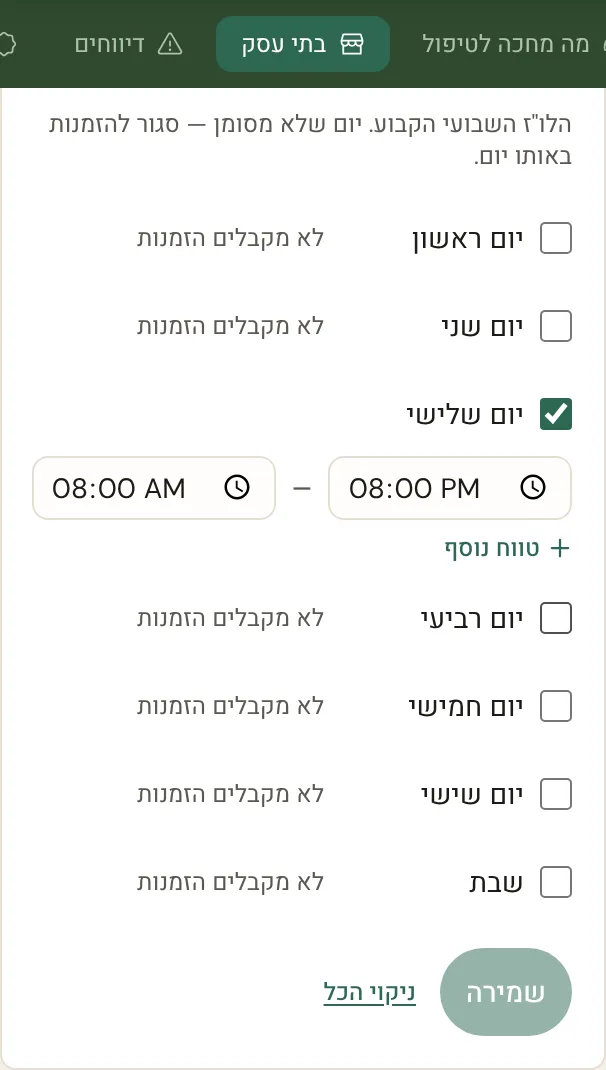 מה מחכה לטיפול
בתי עסק
דיווחים
הלו"ז השבועי הקבוע. יום שלא מסומן — סגור להזמנות
באותו יום.
יום ראשון לא מקבלים הזמנות
יום שני לא מקבלים הזמנות
יום שלישי
08:00 PM – 08:00 AM
+ טווח נוסף
יום רביעי לא מקבלים הזמנות
יום חמישי לא מקבלים הזמנות
יום שישי לא מקבלים הזמנות
שבת לא מקבלים הזמנות
שמירה ניקוי הכל